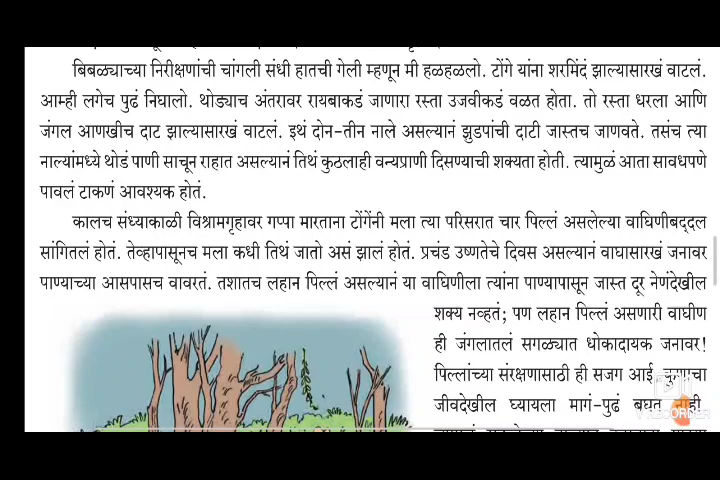 बिबळ्याच्या निरीक्षणांची चांगली संधी हातची गेली म्हणून मी हळहळलो. टोंगे यांना शरमिंदं झाल्यासारखं वाटलं.
आम्ही लगेच पुढं निघालो. थोड्याच अंतरावर रायबाकडं जाणारा रस्ता उजवीकडं वळत होता. तो रस्ता धरला आणि
जंगल आणखीच दाट झाल्यासारखं वाटलं. इथं दोन-तीन नाले असल्यानं झुडपांची दाटी जास्तच जाणवते. तसंच त्या
नाल्यांमध्ये थोडं पाणी साचून राहात असल्यानं तिथं कुठलाही वन्यप्राणी दिसण्याची शक्यता होती. त्यामुळं आता सावधपणे
पावलं टाकणं आवश्यक होतं.
कालच संध्याकाळी विश्रामगृहावर गप्पा मारताना टोंगेंनी मला त्या परिसरात चार पिल्लं असलेल्या वाघिणीबद्दल
सांगितलं होतं. तेव्हापासूनच मला कधी तिथं जातो असं झालं होतं. प्रचंड उष्णतेचे दिवस असल्यानं वाघासारखं जनावर
पाण्याच्या आसपासच वावरतं. तशातच लहान पिल्लं असल्यानं या वाघिणीला त्यांना पाण्यापासून जास्त दूर नेणंदेखील
शक्य नव्हतं; पण लहान पिल्लं असणारी वाघीण
ही जंगलातलं सगळ्यात धोकादायक जनावर!
पिल्लांच्या संरक्षणासाठी ही सजग आई
जीवदेखील घ्यायला मागं-पुढं बघत नाही.
RECORDER